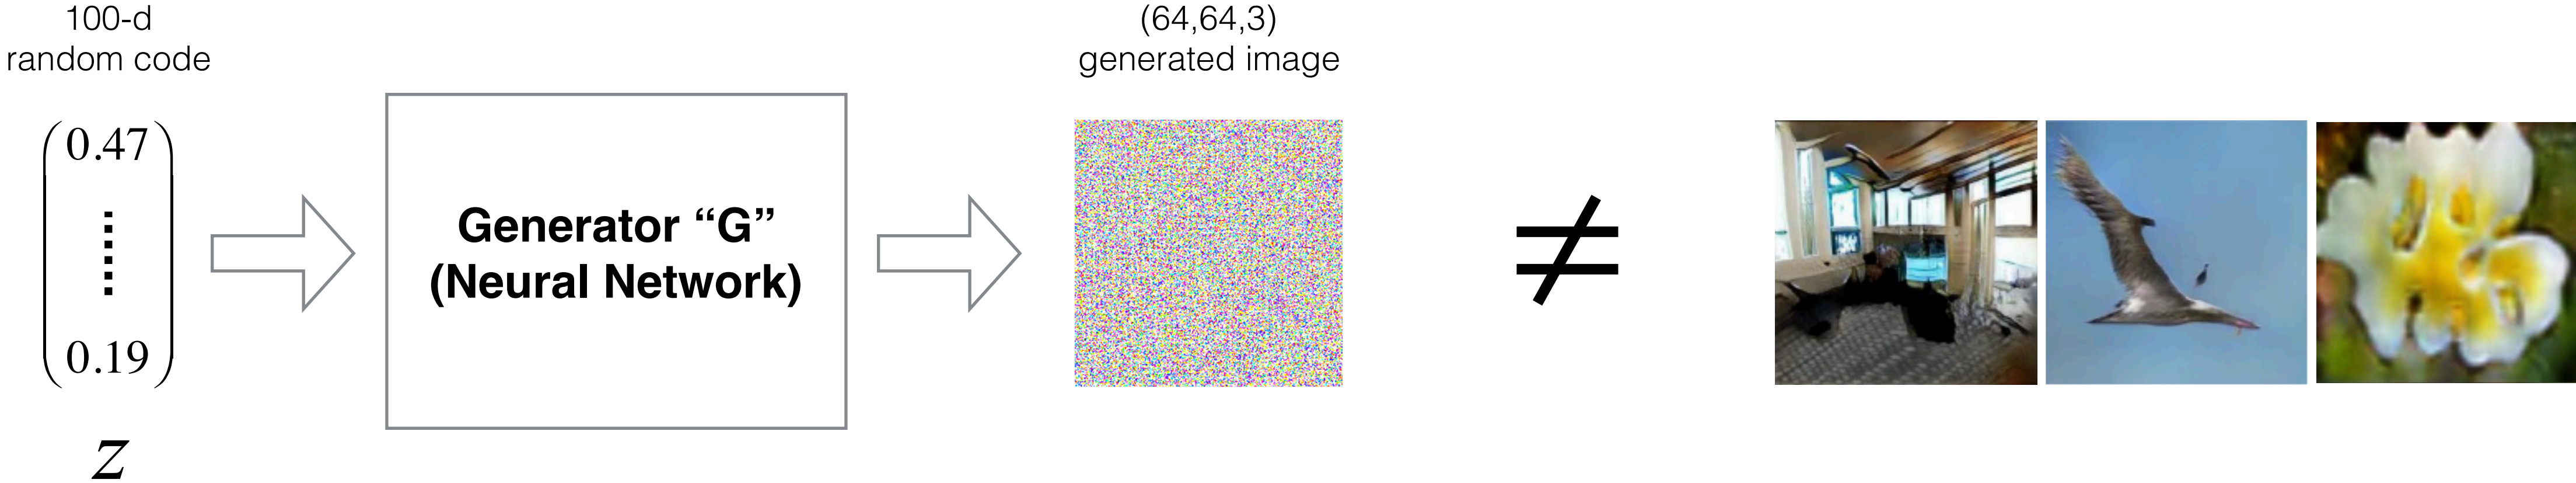 100-d
random code
0.47
0.19
z
Generator “G”
(Neural Network)
(64,64,3)
generated image
≠